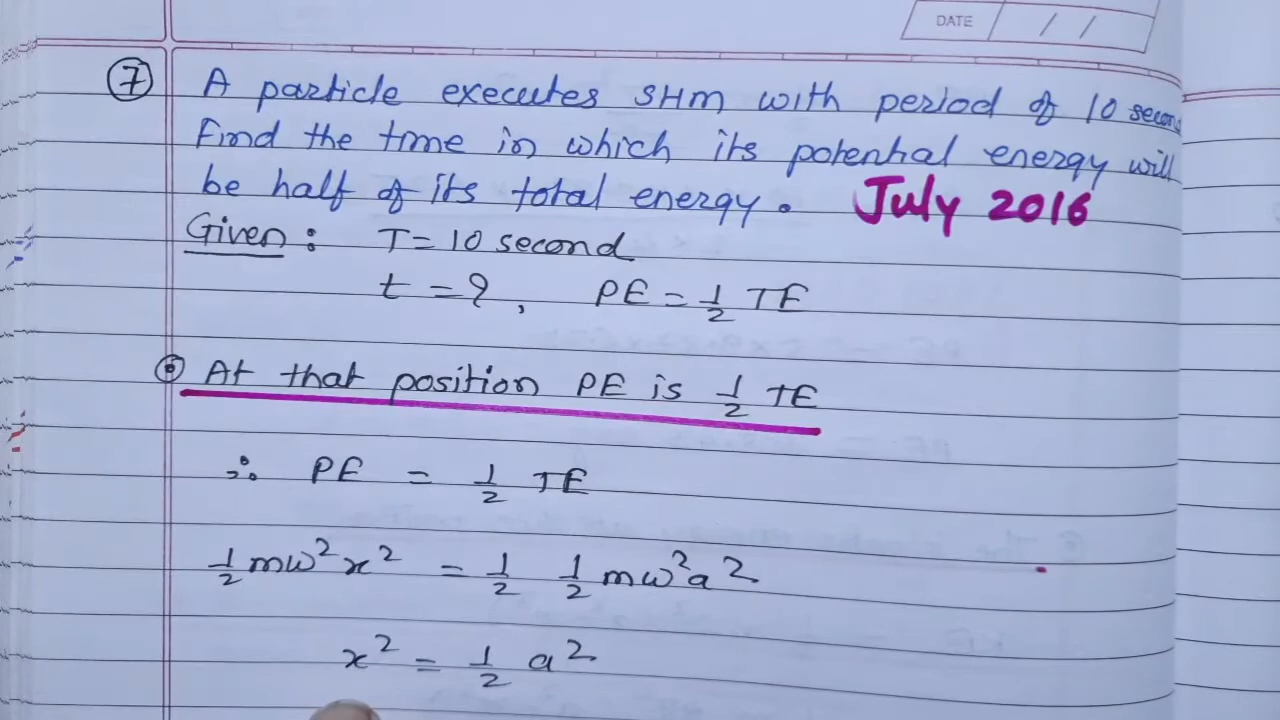 DATE / /
7 A particle executes SHM with period of 10 second
Find the time in which its potential energy will
be half of its total energy. July 2016
Given : T = 10 second
t = ?, PE = 1/2 TE
At that position PE is 1/2 TE
∴ PE = 1/2 TE
1/2 mω²x² = 1/2 1/2 mω²a²
x² = 1/2 a²